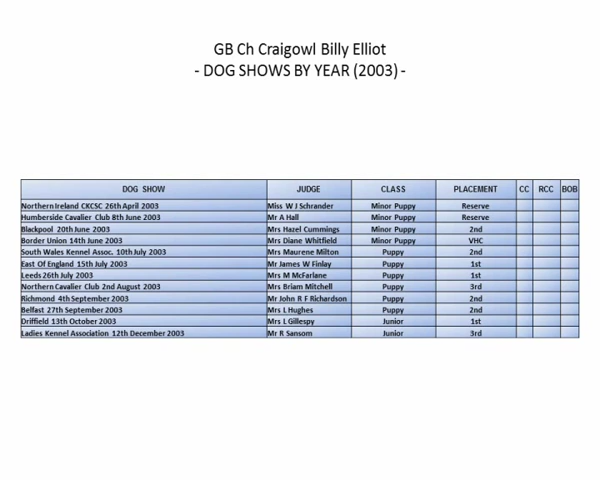 GB Ch Craigowl Billy Elliot
- DOG SHOWS BY YEAR (2003) -
DOG SHOW JUDGE CLASS PLACEMENT CC RCC BOB
Northern Ireland CKCSC 26th April 2003 Miss W J Schrander Minor Puppy Reserve
Humberside Cavalier Club 8th June 2003 Mr A Hall Minor Puppy Reserve
Blackpool 20th June 2003 Mrs Hazel Cummings Minor Puppy 2nd
Border Union 14th June 2003 Mrs Diane Whitfield Minor Puppy VHC
South Wales Kennel Assoc. 10th July 2003 Mrs Maurene Milton Puppy 2nd
East Of England 15th July 2003 Mr James W Finlay Puppy 1st
Leeds 26th July 2003 Mrs M McFarlane Puppy 1st
Northern Cavalier Club 2nd August 2003 Mrs Briam Mitchell Puppy 3rd
Richmond 4th September 2003 Mr John R F Richardson Puppy 2nd
Belfast 27th September 2003 Mrs L Hughes Puppy 2nd
Driffield 13th October 2003 Mrs L Gillespy Junior 1st
Ladies Kennel Association 12th December 2003 Mr R Sansom Junior 3rd